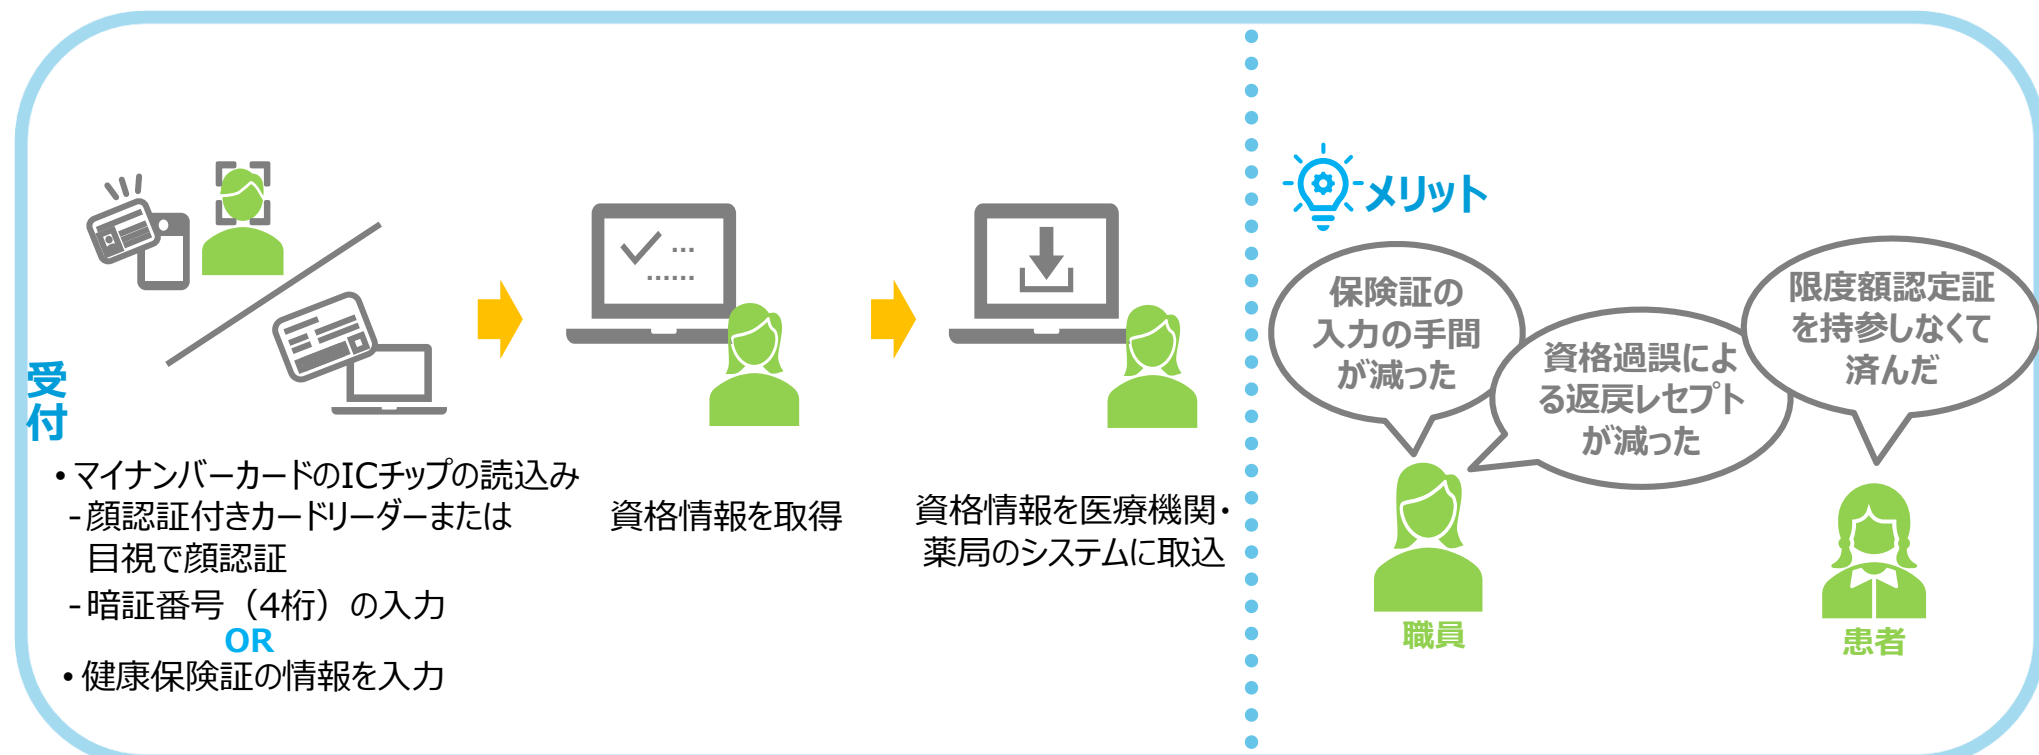 受
付
・マイナンバーカードのICチップの読込み
-顔認証付きカードリーダーまたは
目視で顔認証
-暗証番号（4桁）の入力
OR
・健康保険証の情報を入力
資格情報を取得
資格情報を医療機関・
薬局のシステムに取込
メリット
保険証の
入力の手間
が減った
資格過誤によ
る返戻レセプト
が減った
限度額認定証
を持参しなくて
済んだ
職員
患者